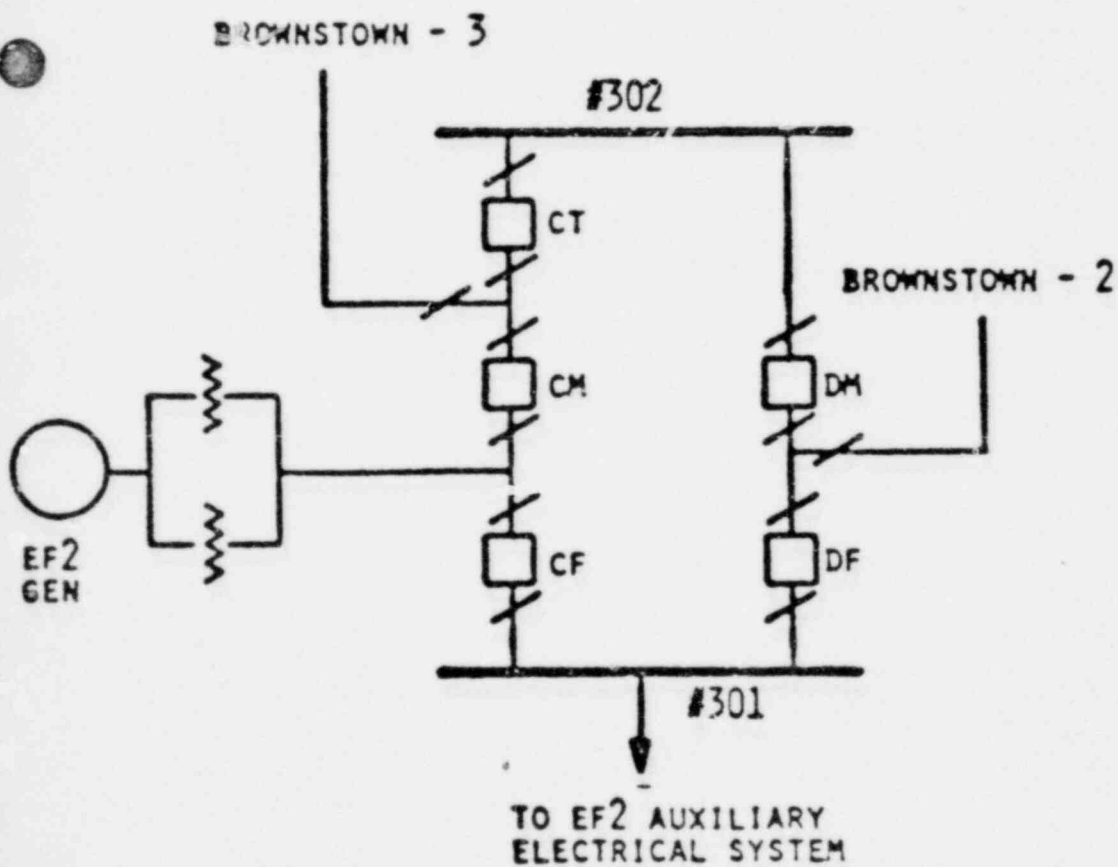 BROWNSTOWN - 3
#302
CT
BROWNSTOWN - 2
CM
DM
EF2
GEN
CF
DF
#301
TO EF2 AUXILIARY
ELECTRICAL SYSTEM